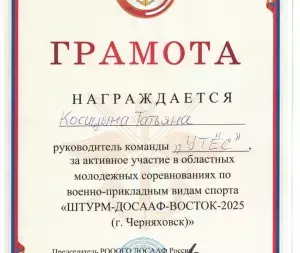 ГРАМОТА
НАГРАЖДАЕТСЯ
Косицына Татьяна
руководитель команды „УТЁС",
за активное участие в областных
молодежных соревнованиях по
военно-прикладным видам спорта
«ШТУРМ-ДОСААФ-ВОСТОК-2025
(г. Черняховск)»
Председатель РОООГО ДОСААФ России